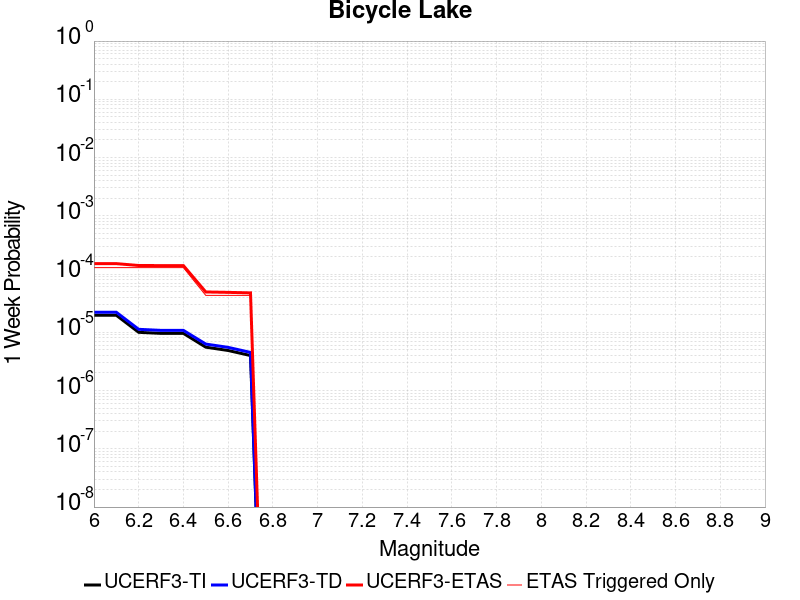 Bicycle Lake
1 Week Probability
10^0
10^-1
10^-2
10^-3
10^-4
10^-5
10^-6
10^-7
10^-8
6 6.2 6.4 6.6 6.8 7 7.2 7.4 7.6 7.8 8 8.2 8.4 8.6 8.8 9
Magnitude
UCERF3-TI UCERF3-TD UCERF3-ETAS ETAS Triggered Only